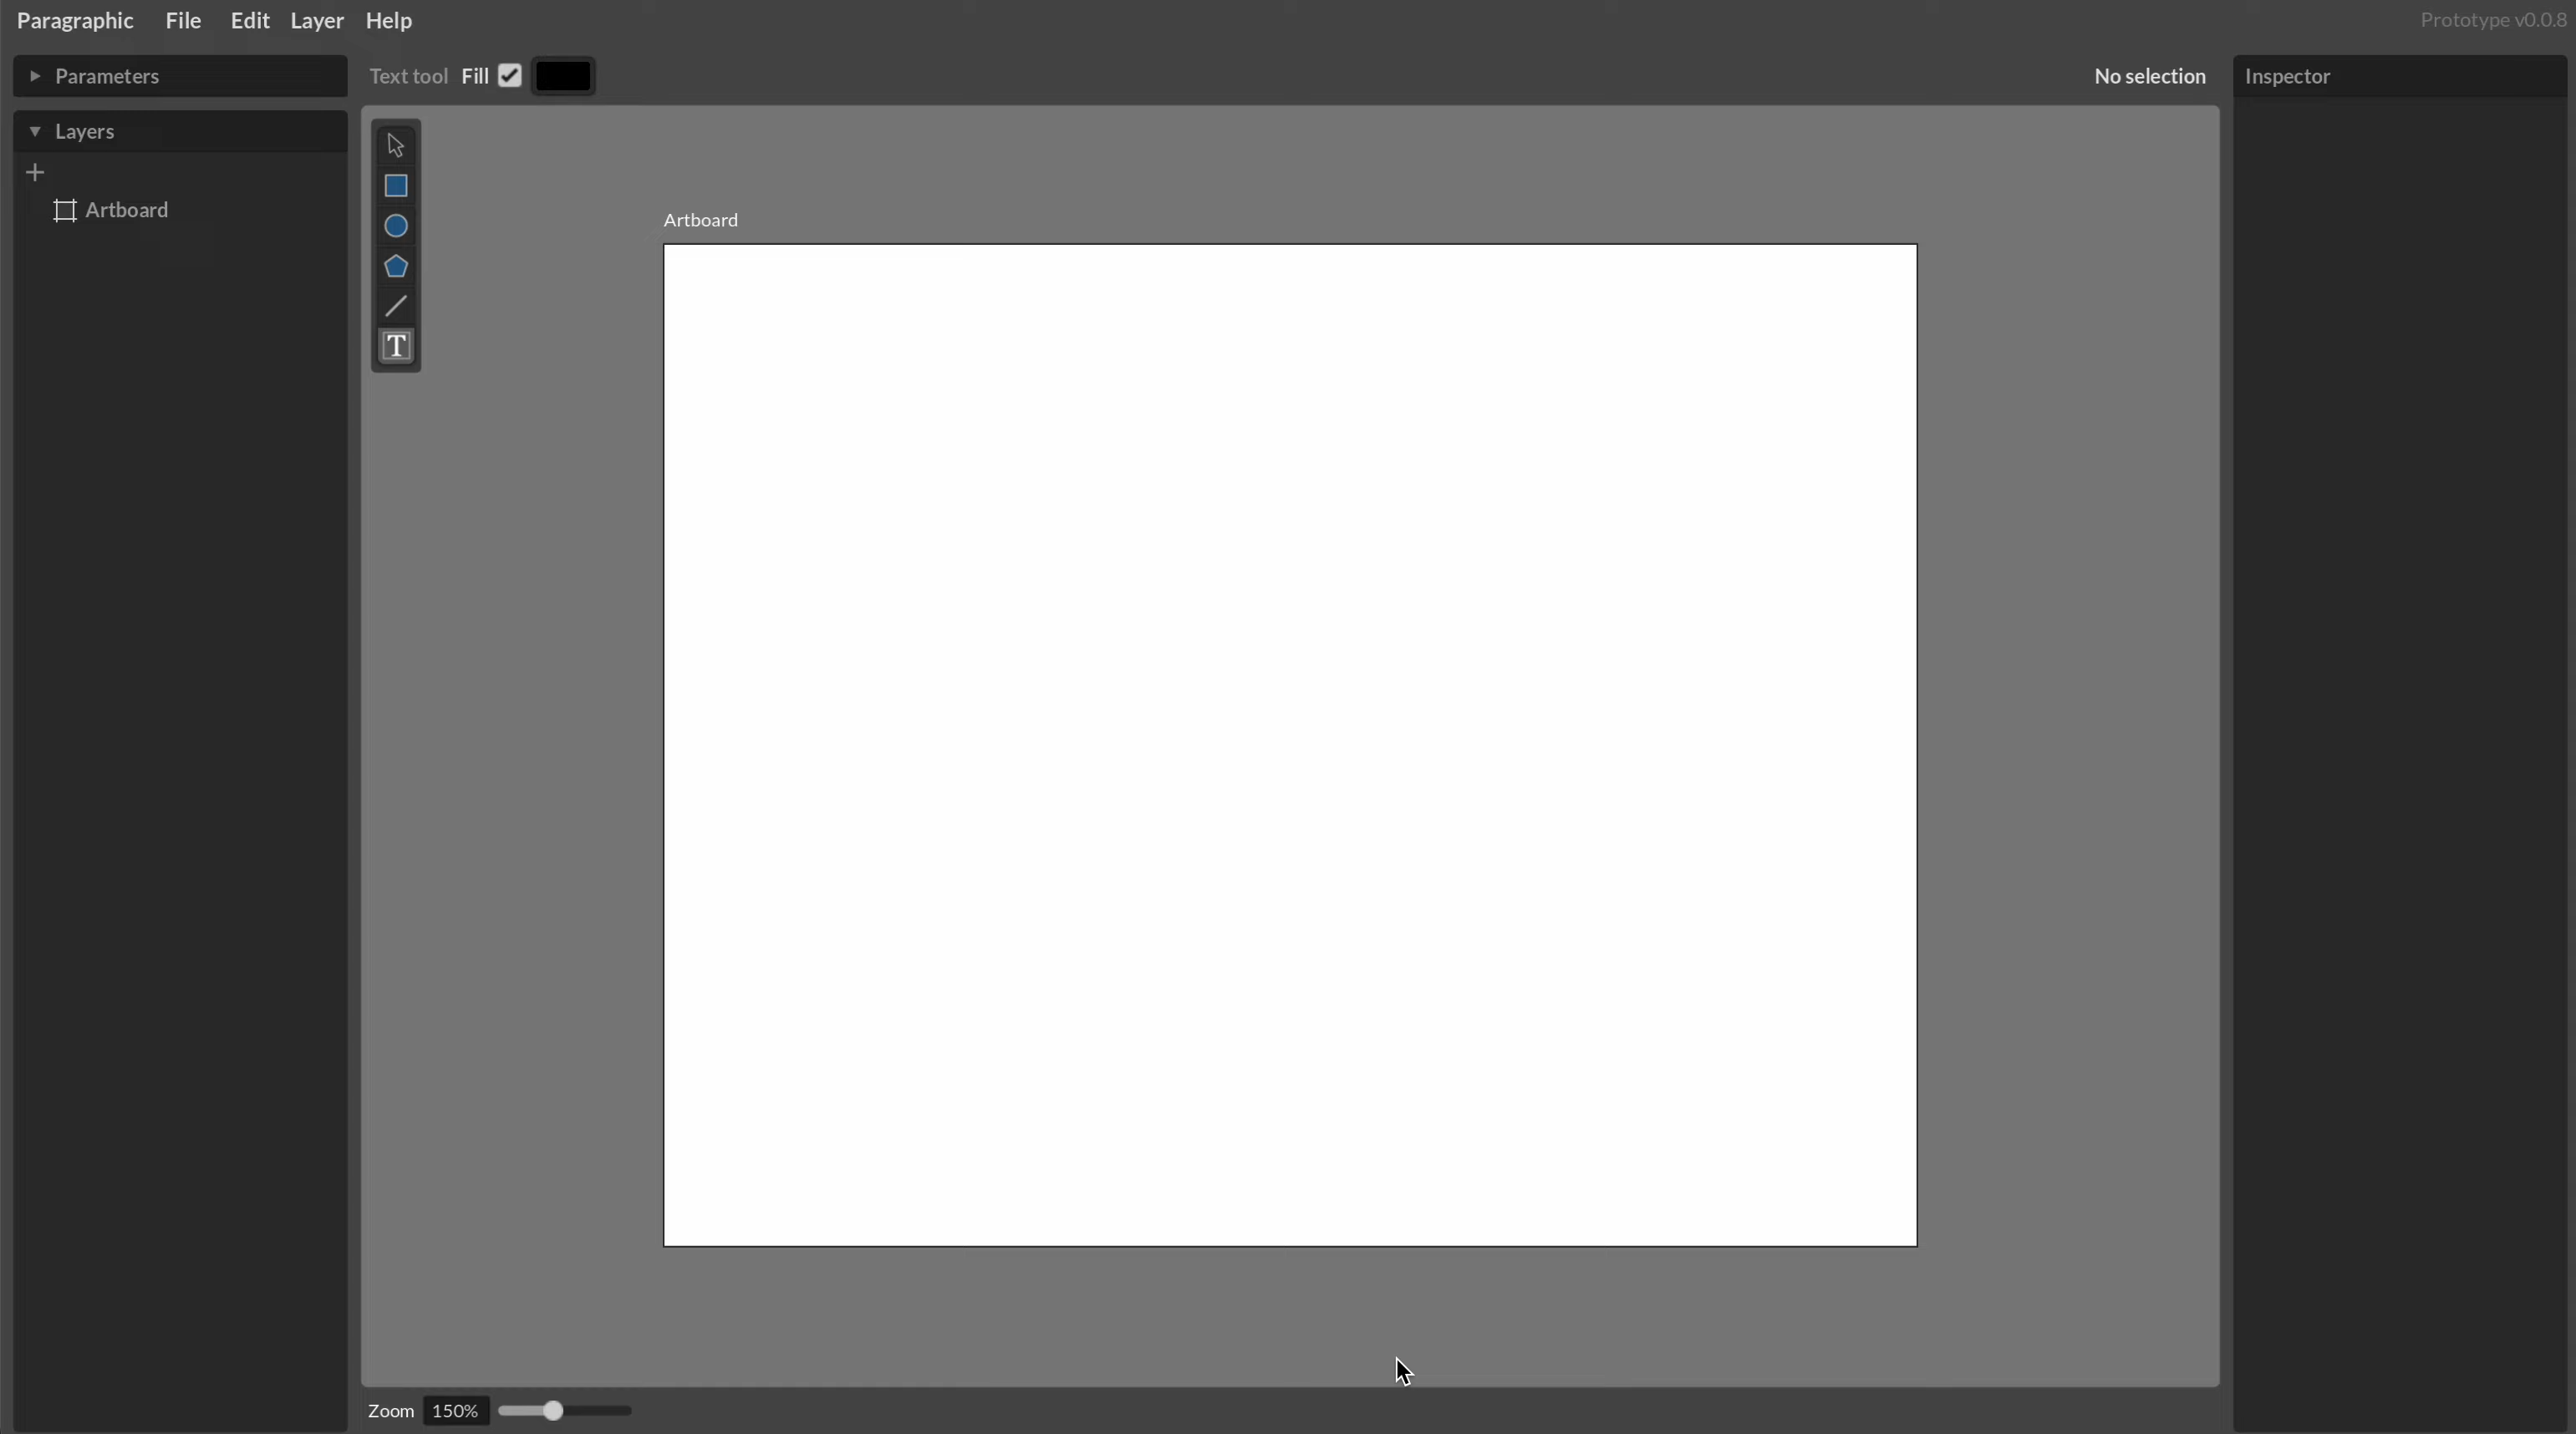 Paragraphic File Edit Layer Help Prototype v0.0.8
Parameters Text tool Fill No selection Inspector
Layers
Artboard
Artboard
T
Zoom 150%